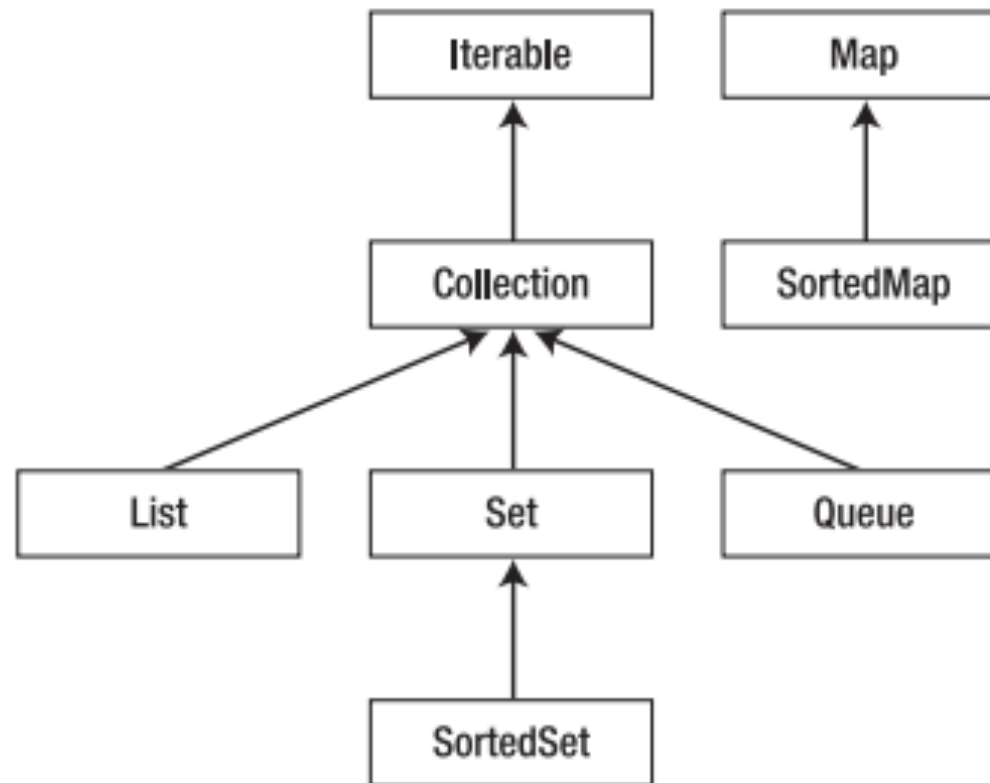 Iterable
Map
Collection
SortedMap
List
Set
Queue
SortedSet